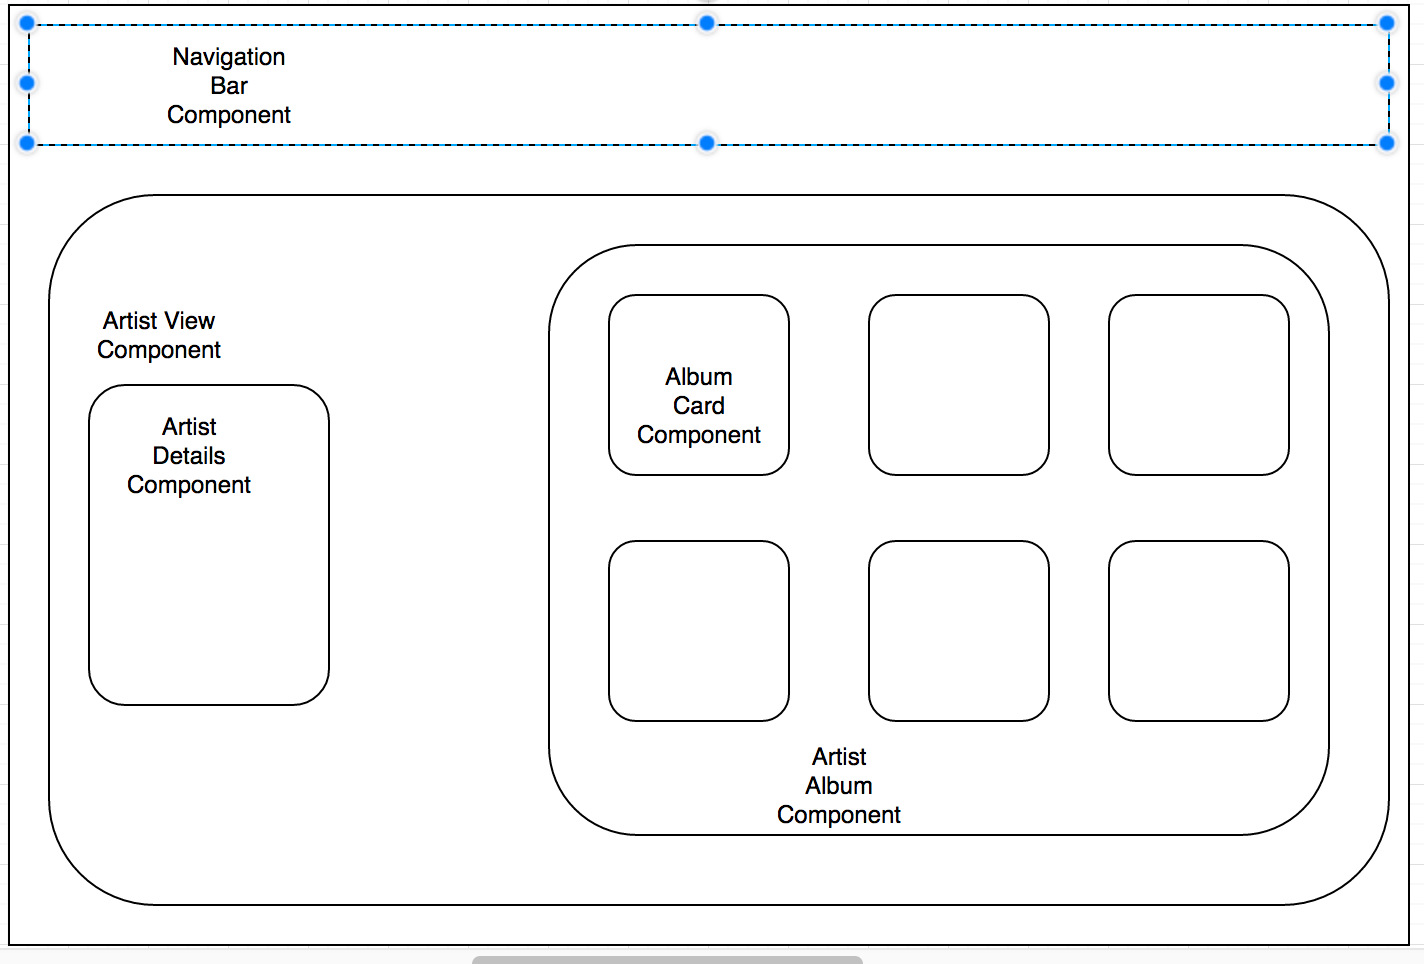 Navigation
Bar
Component
Artist View
Component
Artist
Details
Component
Album
Card
Component
Artist
Album
Component